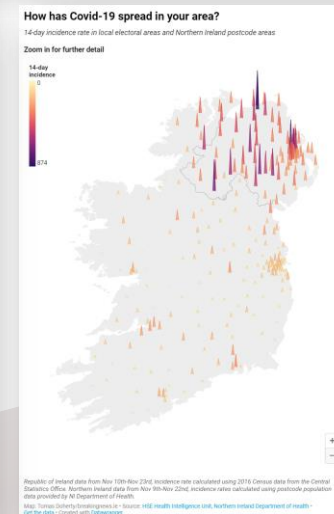 How has Covid-19 spread in your area?
14-day incidence rate in local electoral areas and Northern Ireland postcode areas
Zoom in for further detail
14-day
incidence
0
874
+
−
Republic of Ireland data from Nov 10th-Nov 23rd, incidence rate calculated using 2016 Census data from the Central
Statistics Office. Northern Ireland data from Nov 9th-Nov 22nd, incidence rates calculated using postcode population
data provided by NI Department of Health.
Map: Tomas Doherty/breakingnews.ie • Source: HSE Health Intelligence Unit, Northern Ireland Department of Health •
Get the data • Created with Datawrapper